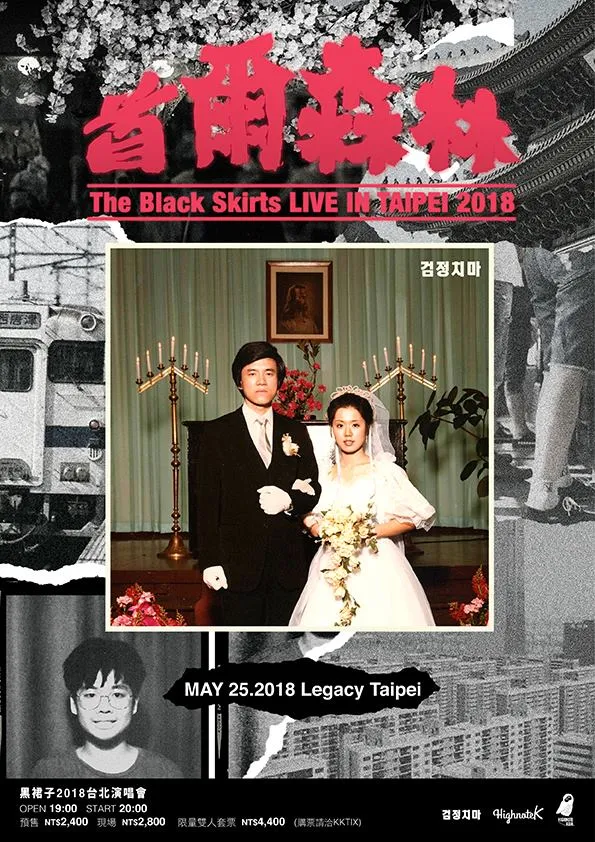 首爾森林
The Black Skirts LIVE IN TAIPEI 2018
검정치마
MAY 25.2018 Legacy Taipei
黑裙子2018台北演唱會
OPEN 19:00 START 20:00
預售 NT$2,400 現場 NT$2,800 限量雙人套票 NT$4,400 (購票請洽KKTIX)
검정치마 HighnoteK